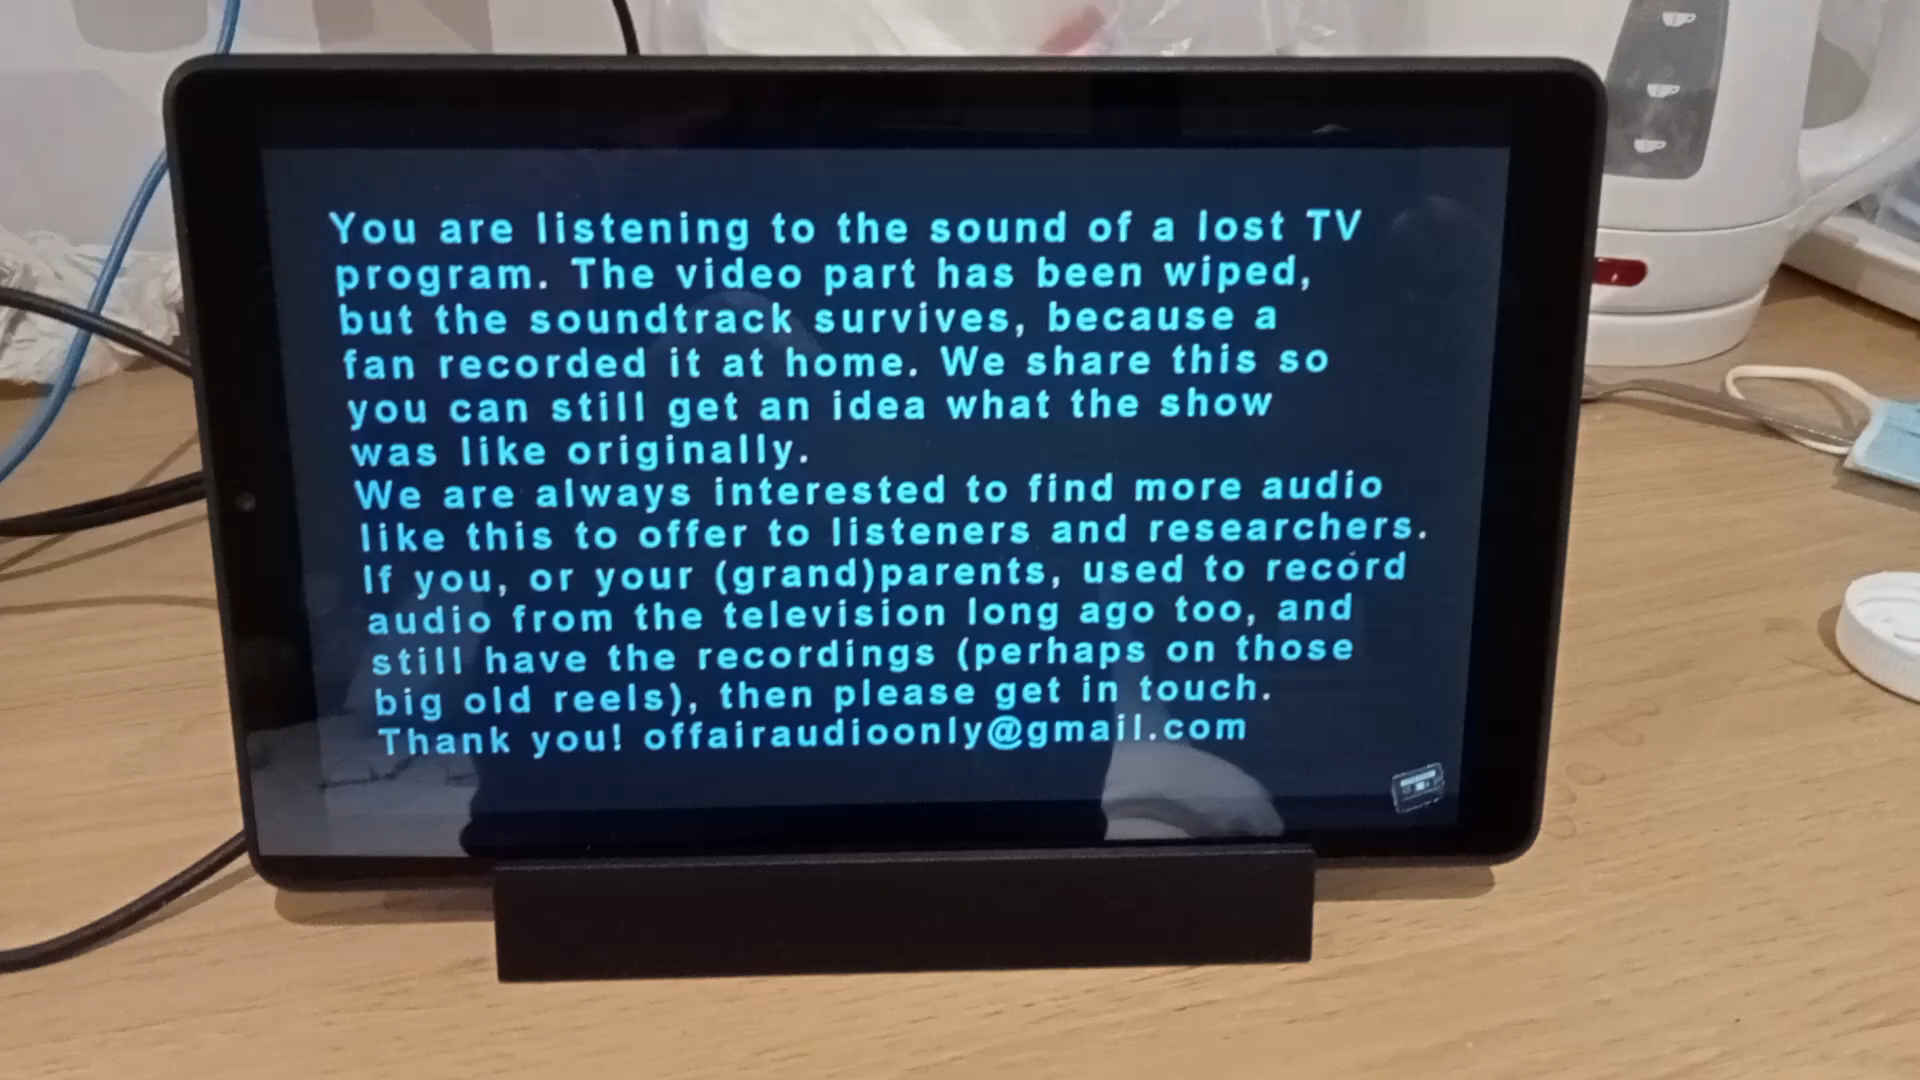 You are listening to the sound of a lost TV
program. The video part has been wiped,
but the soundtrack survives, because a
fan recorded it at home. We share this so
you can still get an idea what the show
was like originally.
We are always interested to find more audio
like this to offer to listeners and researchers.
If you, or your (grand)parents, used to record
audio from the television long ago too, and
still have the recordings (perhaps on those
big old reels), then please get in touch.
Thank you! offairaudioonly@gmail.com